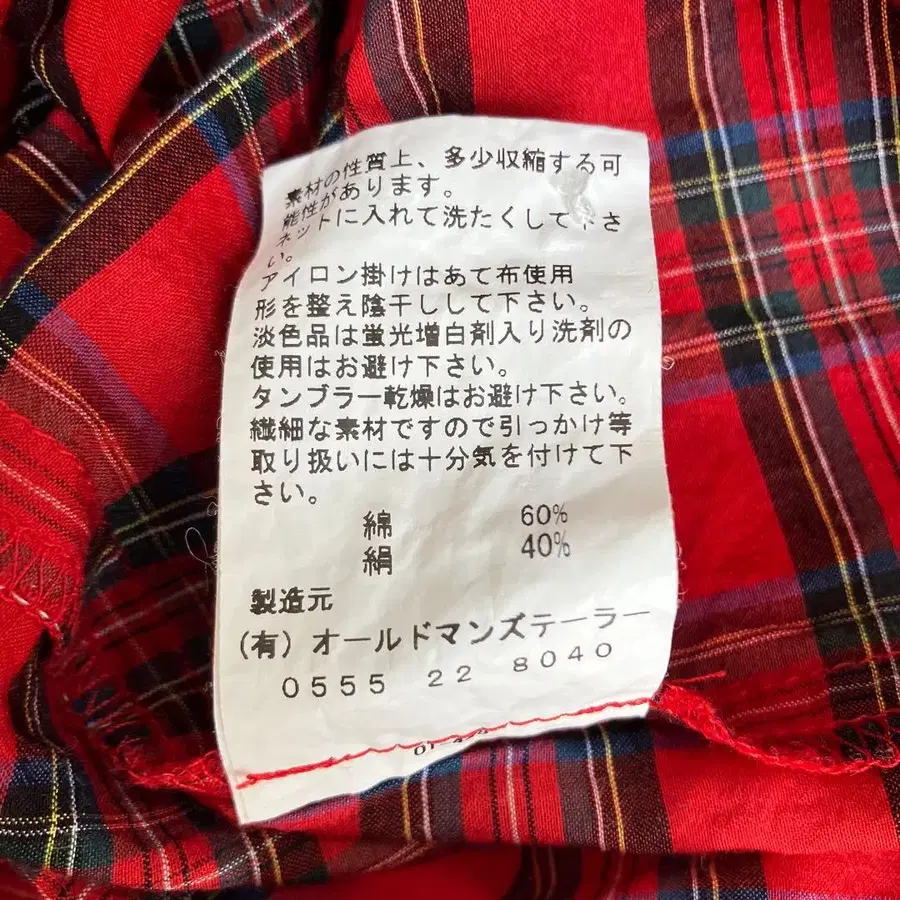 素材の性質上、多少収縮する可
能性があります。
ネットに入れて洗たくして下さ
い。
アイロン掛けはあて布使用
形を整え陰干しして下さい。
淡色品は蛍光増白剤入り洗剤の
使用はお避け下さい。
タンブラー乾燥はお避け下さい。
繊細な素材ですので引っかけ等
取り扱いには十分気を付けて下
さい。
綿 60%
絹 40%
製造元
(有) オールドマンズテーラー
0555 22 8040